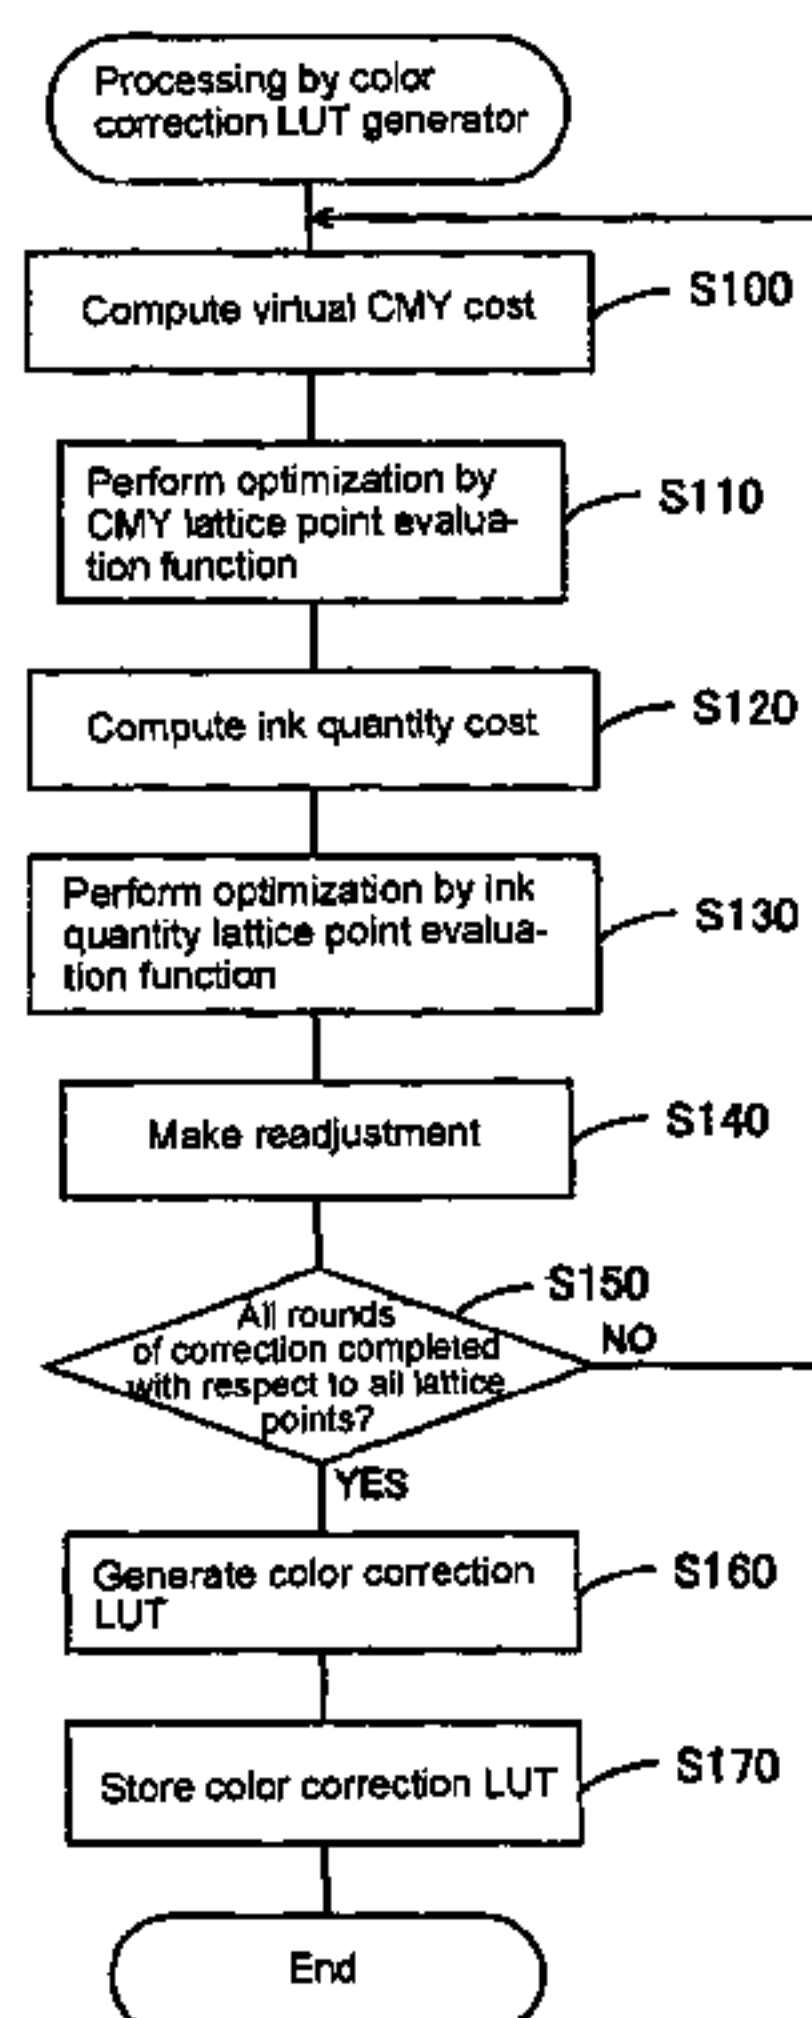 Processing by color
correction LUT generator
Compute virtual CMY cost
S100
Perform optimization by
CMY lattice point evalua-
tion function
S110
Compute ink quantity cost
S120
Perform optimization by ink
quantity lattice point evalua-
tion function
S130
Make readjustment
S140
S150
All rounds
of correction completed
with respect to all lattice
points?
NO
YES
Generate color correction
LUT
S160
Store color correction LUT
S170
End